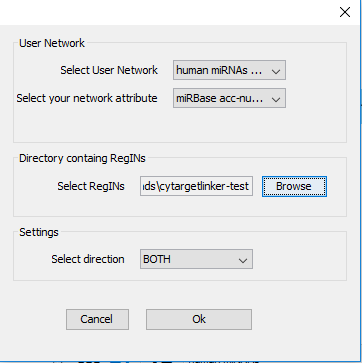 User Network
Select User Network human miRNAs ...
Select your network attribute miRBase acc-nu...
Directory containg RegINs
Select RegINs ıds\cytargetlinker-test Browse
Settings
Select direction BOTH
Cancel Ok